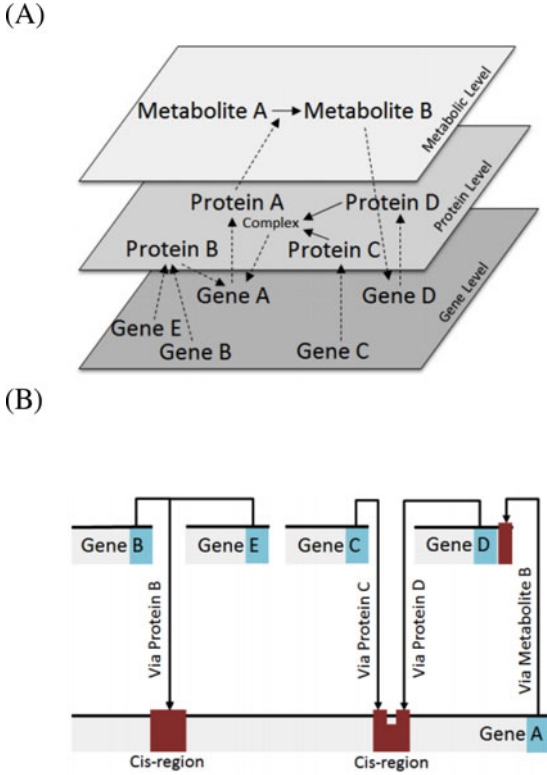 (A)
Metabolite A
Metabolite B
Metabolic Level
Protein A
Protein D
Complex
Protein B
Protein C
Protein Level
Gene A
Gene D
Gene E
Gene B
Gene C
Gene Level
(B)
Gene B
Gene E
Gene C
Gene D
Via Protein B
Via Protein C
Via Protein D
Via Metabolite B
Gene A
Cis-region
Cis-region